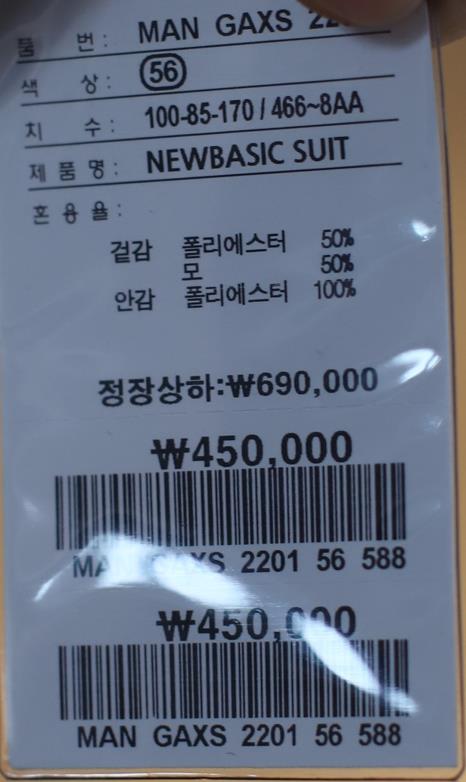 품 번: MAN GAXS
색 상: 56
치 수: 100-85-170 / 466~8AA
제 품 명: NEWBASIC SUIT
혼 용 율:
겉감 폴리에스터 50%
모 50%
안감 폴리에스터 100%
정장상하:₩690,000
₩450,000
MAN GAXS 2201 56 588
₩450,000
MAN GAXS 2201 56 588